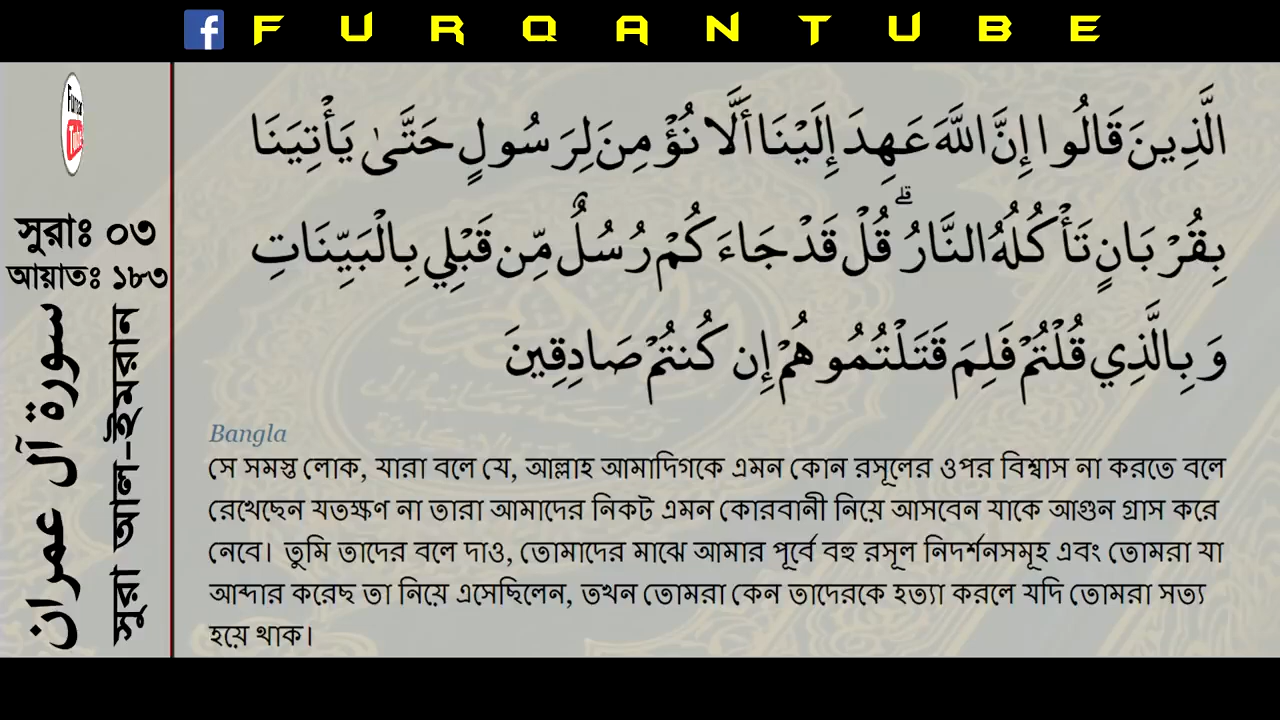 FURQANTUBE
Furqan
Tube
সুরাঃ ০৩
আয়াতঃ ১৮৩
سورة آل عمران
সুরা আল-ইমরান
الَّذِينَ قَالُوا إِنَّ اللَّهَ عَهِدَ إِلَيْنَا أَلَّا نُؤْمِنَ لِرَسُولٍ حَتَّىٰ يَأْتِيَنَا
بِقُرْبَانٍ تَأْكُلُهُ النَّارُ ۗ قُلْ قَدْ جَاءَكُمْ رُسُلٌ مِّن قَبْلِي بِالْبَيِّنَاتِ
وَبِالَّذِي قُلْتُمْ فَلِمَ قَتَلْتُمُوهُمْ إِن كُنتُمْ صَادِقِينَ
Bangla
সে সমস্ত লোক, যারা বলে যে, আল্লাহ আমাদিগকে এমন কোন রসূলের ওপর বিশ্বাস না করতে বলে
রেখেছেন যতক্ষণ না তারা আমাদের নিকট এমন কোরবানী নিয়ে আসবেন যাকে আগুন গ্রাস করে
নেবে। তুমি তাদের বলে দাও, তোমাদের মাঝে আমার পূর্বে বহু রসূল নিদর্শনসমূহ এবং তোমরা যা
আব্দার করেছ তা নিয়ে এসেছিলেন, তখন তোমরা কেন তাদেরকে হত্যা করলে যদি তোমরা সত্য
হয়ে থাক।